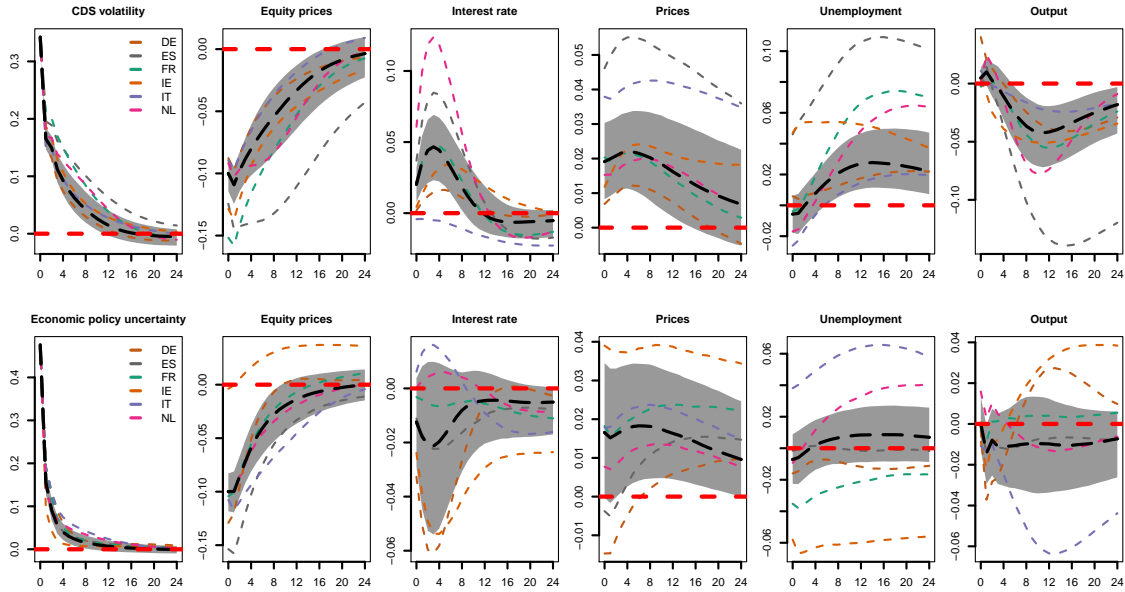 CDS volatility Equity prices Interest rate Prices Unemployment Output
DE
ES
FR
IE
IT
NL
0.0 0.1 0.2 0.3
0 4 8 12 16 20 24
−0.15 −0.10 −0.05 0.00
0 4 8 12 16 20 24
0.00 0.05 0.10
0 4 8 12 16 20 24
0.00 0.01 0.02 0.03 0.04 0.05
0 4 8 12 16 20 24
−0.02 0.02 0.06 0.10
0 4 8 12 16 20 24
−0.10 −0.05 0.00
0 4 8 12 16 20 24
Economic policy uncertainty Equity prices Interest rate Prices Unemployment Output
DE
ES
FR
IE
IT
NL
0.0 0.1 0.2 0.3 0.4
0 4 8 12 16 20 24
−0.15 −0.10 −0.05 0.00
0 4 8 12 16 20 24
−0.06 −0.04 −0.02 0.00
0 4 8 12 16 20 24
−0.01 0.00 0.01 0.02 0.03 0.04
0 4 8 12 16 20 24
−0.06 −0.02 0.02 0.06
0 4 8 12 16 20 24
−0.06 −0.04 −0.02 0.00 0.02 0.04
0 4 8 12 16 20 24